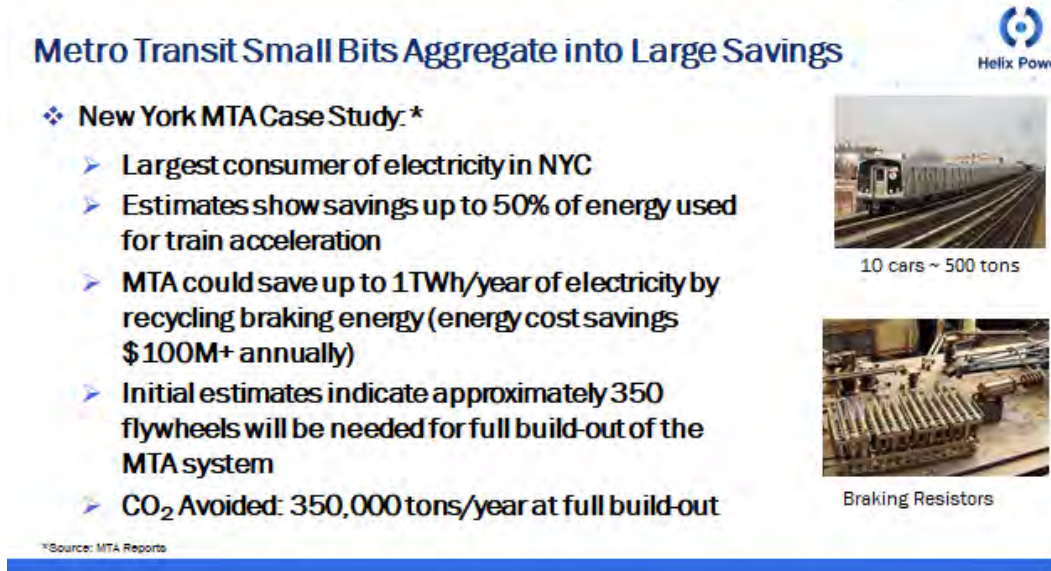 Metro Transit Small Bits Aggregate into Large Savings
Helix Powe
❖ New York MTA Case Study:*
➢ Largest consumer of electricity in NYC
➢ Estimates show savings up to 50% of energy used
for train acceleration
➢ MTA could save up to 1TWh/year of electricity by
recycling braking energy (energy cost savings
$100M+ annually)
➢ Initial estimates indicate approximately 350
flywheels will be needed for full build-out of the
MTA system
➢ CO₂ Avoided: 350,000 tons/year at full build-out
10 cars ~ 500 tons
Braking Resistors
*Source: MTA Reports